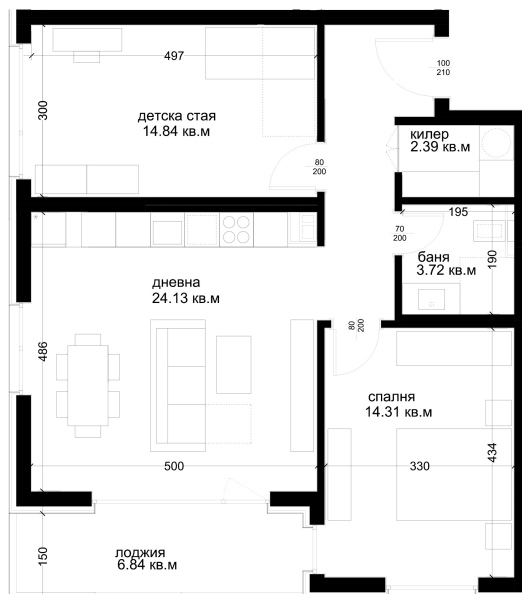 497
100
210
300
детска стая
14.84 кв.м
килер
2.39 кв.м
80
200
195
70
200
баня
3.72 кв.м
190
дневна
24.13 кв.м
80
200
486
спалня
14.31 кв.м
434
500
330
лоджия
6.84 кв.м
150